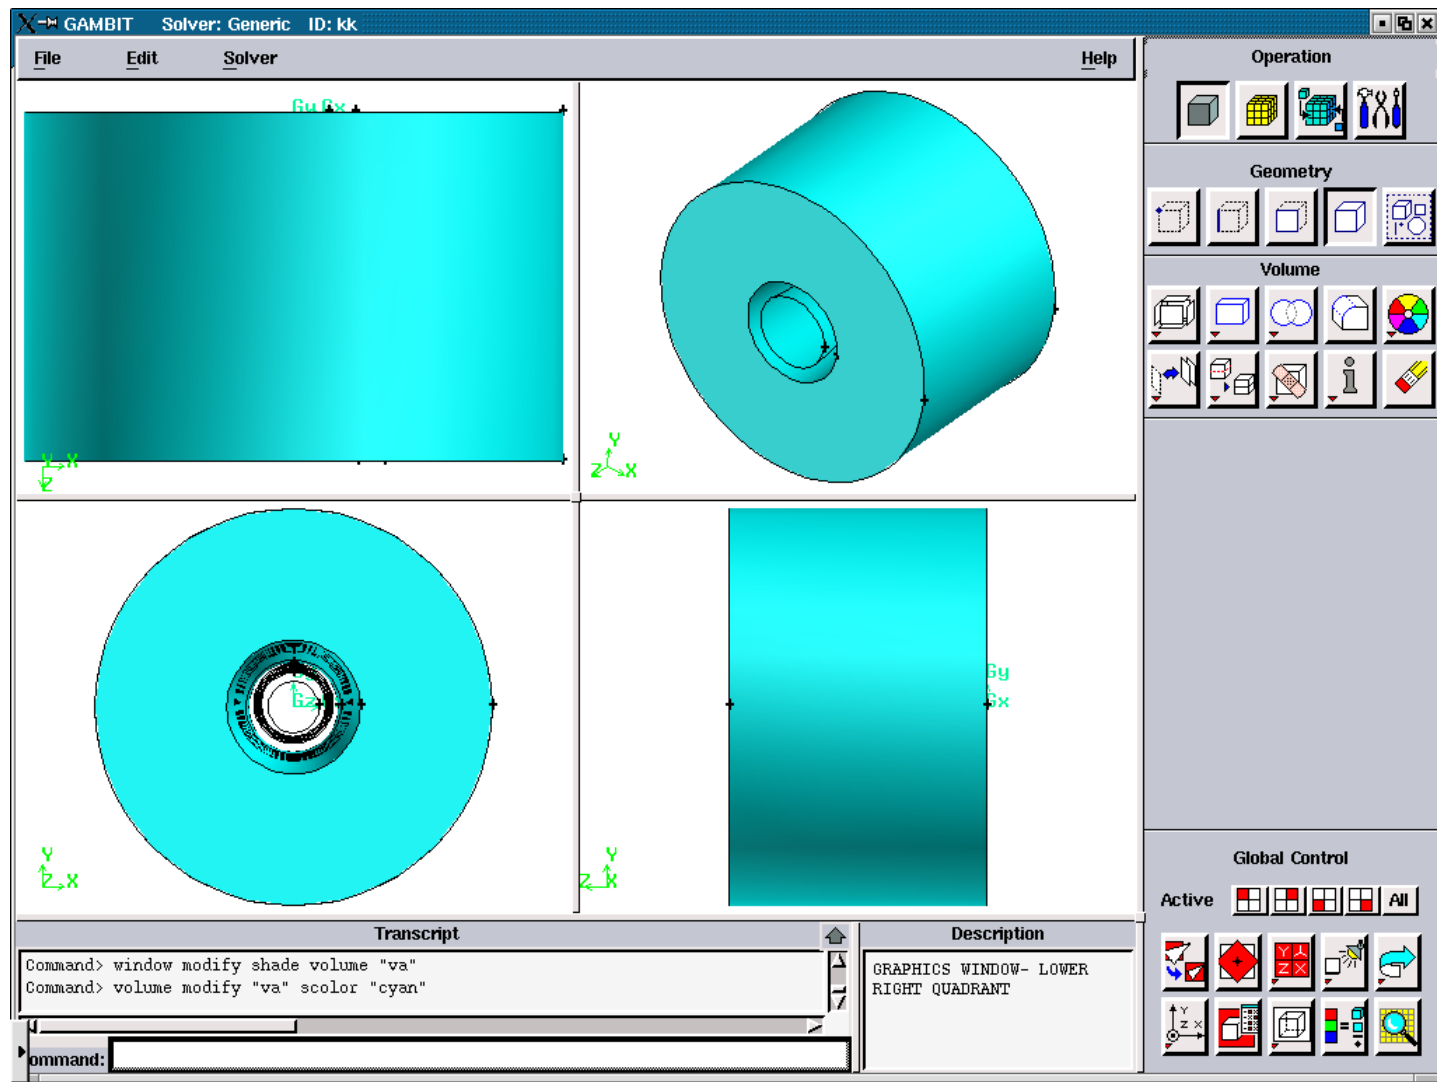 GAMBIT Solver: Generic ID: kk
File Edit Solver Help
Operation
Geometry
Volume
Gy Gx
Y X
Z
Y
Z X
Gy
Gx
Gz
Y
Z X
Y
Z X
Global Control
Active All
Transcript
Command> window modify shade volume "va"
Command> volume modify "va" scolor "cyan"
ommand:
Description
GRAPHICS WINDOW- LOWER
RIGHT QUADRANT
Y
Z X
Y
Z X